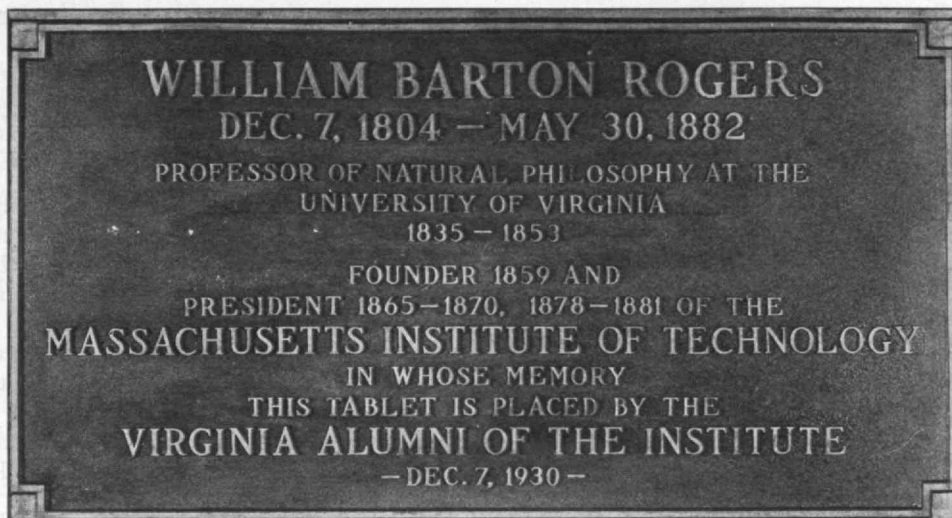 WILLIAM BARTON ROGERS
DEC. 7, 1804 — MAY 30, 1882
PROFESSOR OF NATURAL PHILOSOPHY AT THE
UNIVERSITY OF VIRGINIA
1835 — 1853
FOUNDER 1859 AND
PRESIDENT 1865—1870, 1878—1881 OF THE
MASSACHUSETTS INSTITUTE OF TECHNOLOGY
IN WHOSE MEMORY
THIS TABLET IS PLACED BY THE
VIRGINIA ALUMNI OF THE INSTITUTE
— DEC. 7, 1930 —